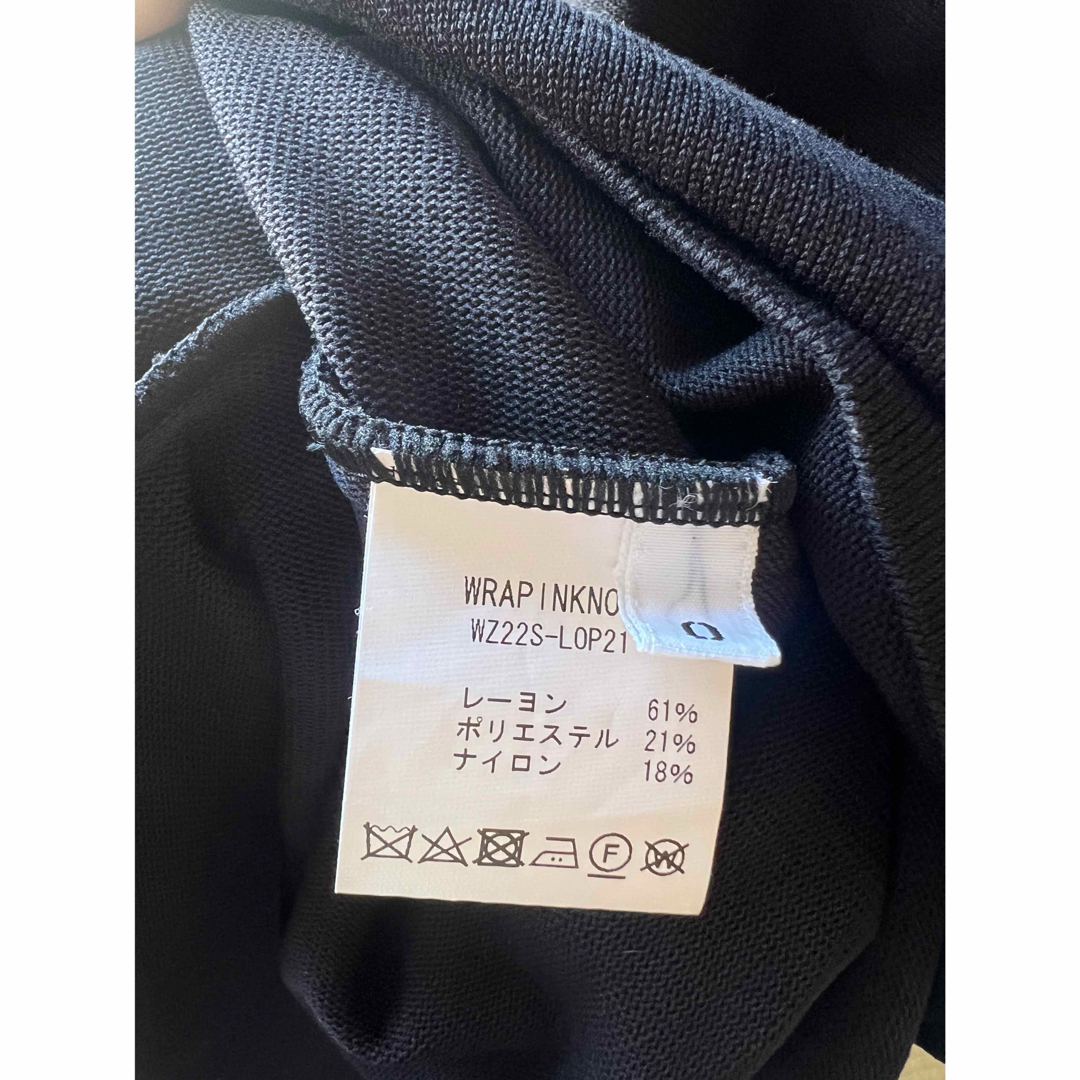 WRAPINKNO
WZ22S-LOP21
レーヨン 61%
ポリエステル 21%
ナイロン 18%
0
F
W